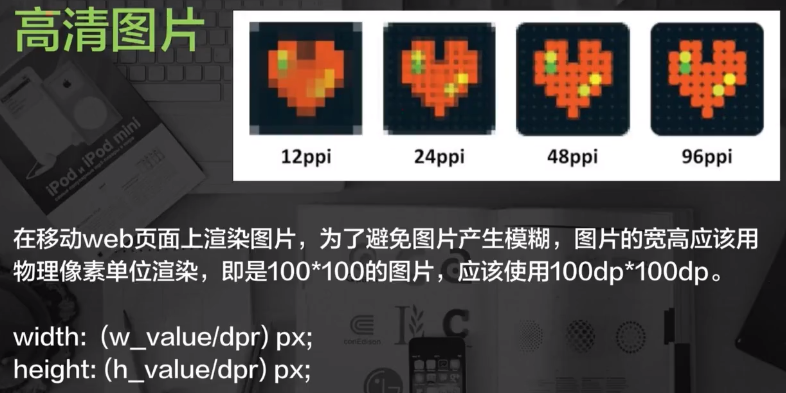 高清图片
12ppi 24ppi 48ppi 96ppi
iPod и iPod mini
在移动web页面上渲染图片，为了避免图片产生模糊，图片的宽高应该用
物理像素单位渲染，即是100*100的图片，应该使用100dp*100dp。
width: (w_value/dpr) px;
height: (h_value/dpr) px;
LG